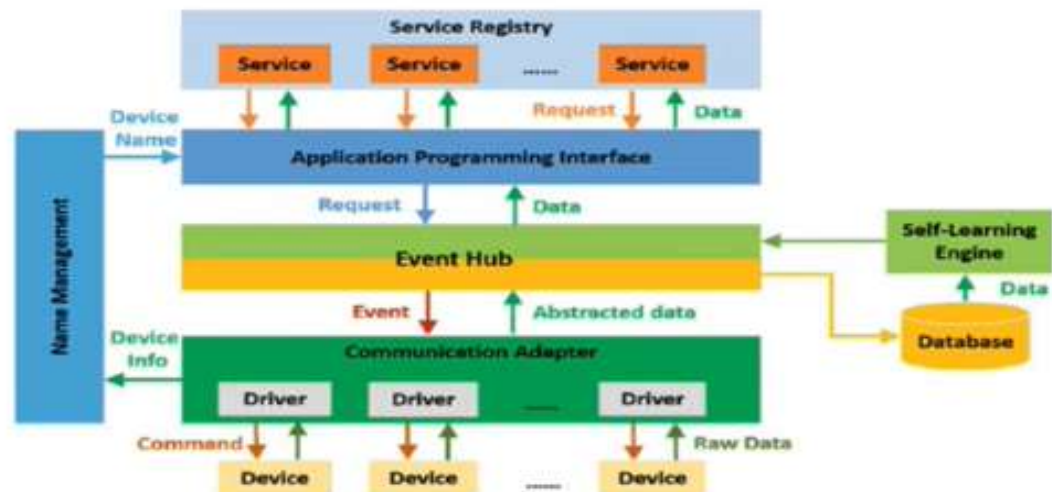 Service Registry
Service
Service
......
Service
Request
Data
Device
Name
Application Programming Interface
Request
Data
Name Management
Event Hub
Self-Learning
Engine
Data
Database
Event
Abstracted data
Device
Info
Communication Adapter
Driver
Driver
......
Driver
Command
Raw Data
Device
Device
......
Device